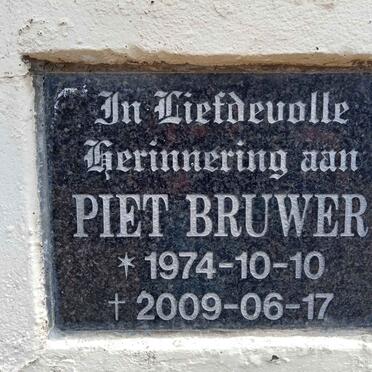 In Liefdevolle
Herinnering aan
PIET BRUWER
* 1974-10-10
† 2009-06-17